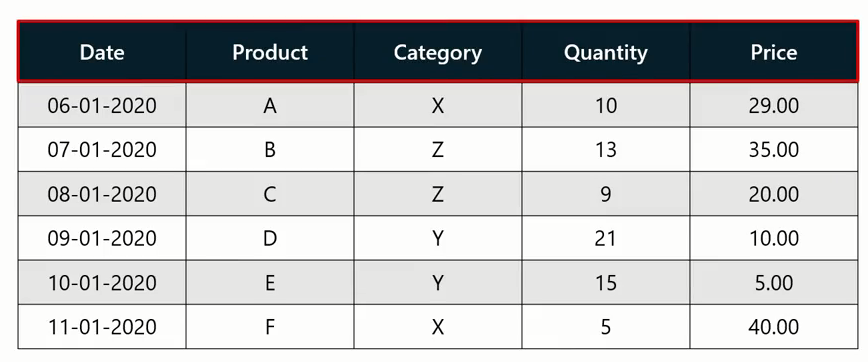 Date Product Category Quantity Price
06-01-2020 A X 10 29.00
07-01-2020 B Z 13 35.00
08-01-2020 C Z 9 20.00
09-01-2020 D Y 21 10.00
10-01-2020 E Y 15 5.00
11-01-2020 F X 5 40.00